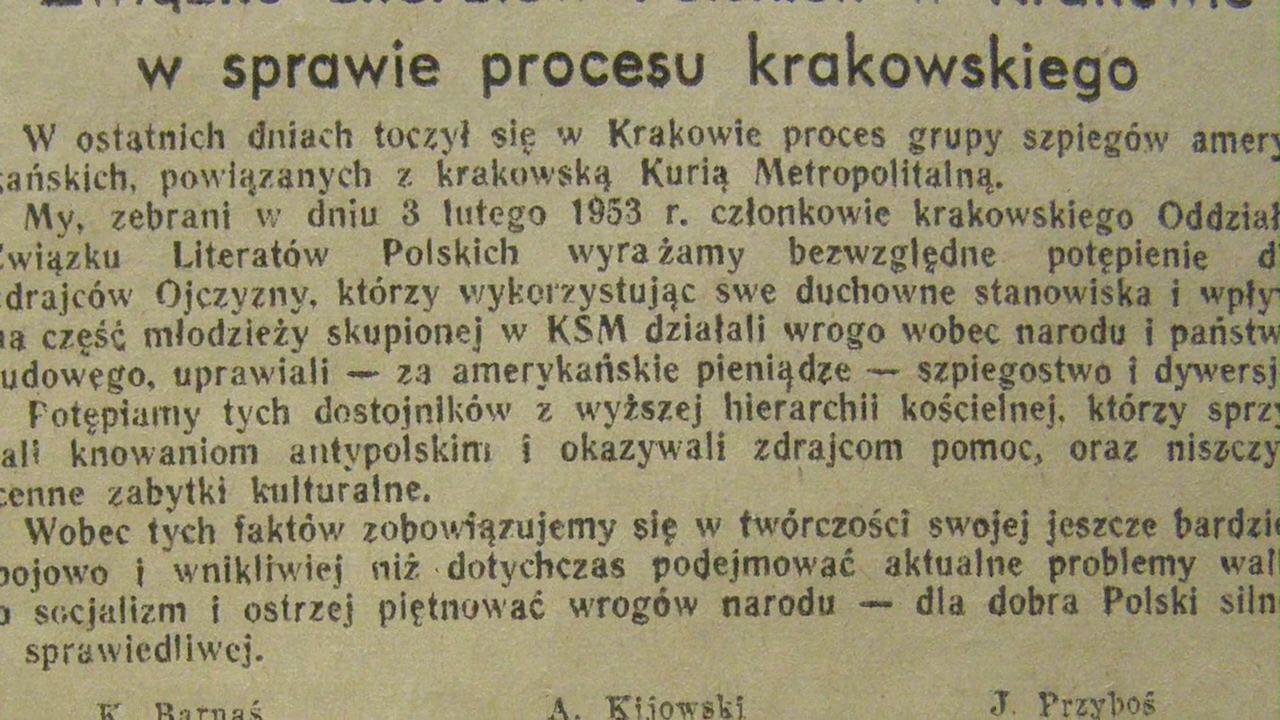 w sprawie procesu krakowskiego
W ostatnich dniach toczył się w Krakowie proces grupy szpiegów amery
kańskich, powiązanych z krakowską Kurią Metropolitalną.
My, zebrani w dniu 3 lutego 1953 r. członkowie krakowskiego Oddział
Związku Literatów Polskich wyrażamy bezwzględne potępienie d
zdrajców Ojczyzny, którzy wykorzystując swe duchowne stanowiska i wpły
na część młodzieży skupionej w KSM działali wrogo wobec narodu i państw
udowego, uprawiali — za amerykańskie pieniądze — szpiegostwo i dywersj
Potępiamy tych dostojników z wyższej hierarchii kościelnej, którzy sprzy
ali knowaniom antypolskim i okazywali zdrajcom pomoc, oraz niszczy
cenne zabytki kulturalne.
Wobec tych faktów zobowiązujemy się w twórczości swojej jeszcze bardzie
bojowo i wnikliwiej niż dotychczas podejmować aktualne problemy wal
o socjalizm i ostrzej piętnować wrogów narodu — dla dobra Polski siln
sprawiedliwej.
K. Barnaś A. Kijowski J. Przyboś